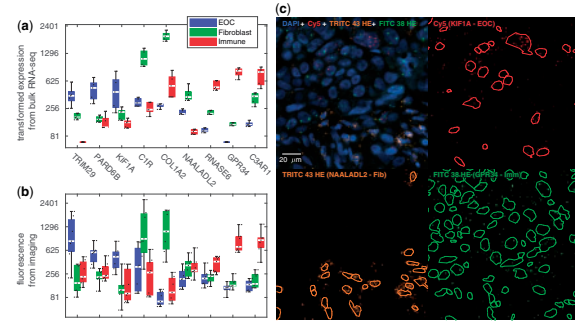 (a)
transformed expression
from bulk RNA-seq
2401
1296
625
256
81
EOC
Fibroblast
Immune
TRIM29
PARD6B
KIF1A
C1R
COL1A2
NAALADL2
RNASE6
GPR34
C3AR1
(b)
fluorescence
from imaging
2401
1296
625
256
81
(c)
DAPI + Cy5 + TRITC 43 HE + FITC 38 HE
20 µm
Cy5 (KIF1A - EOC)
TRITC 43 HE (NAALADL2 - Fib)
FITC 38 HE (GPR34 - Imm)